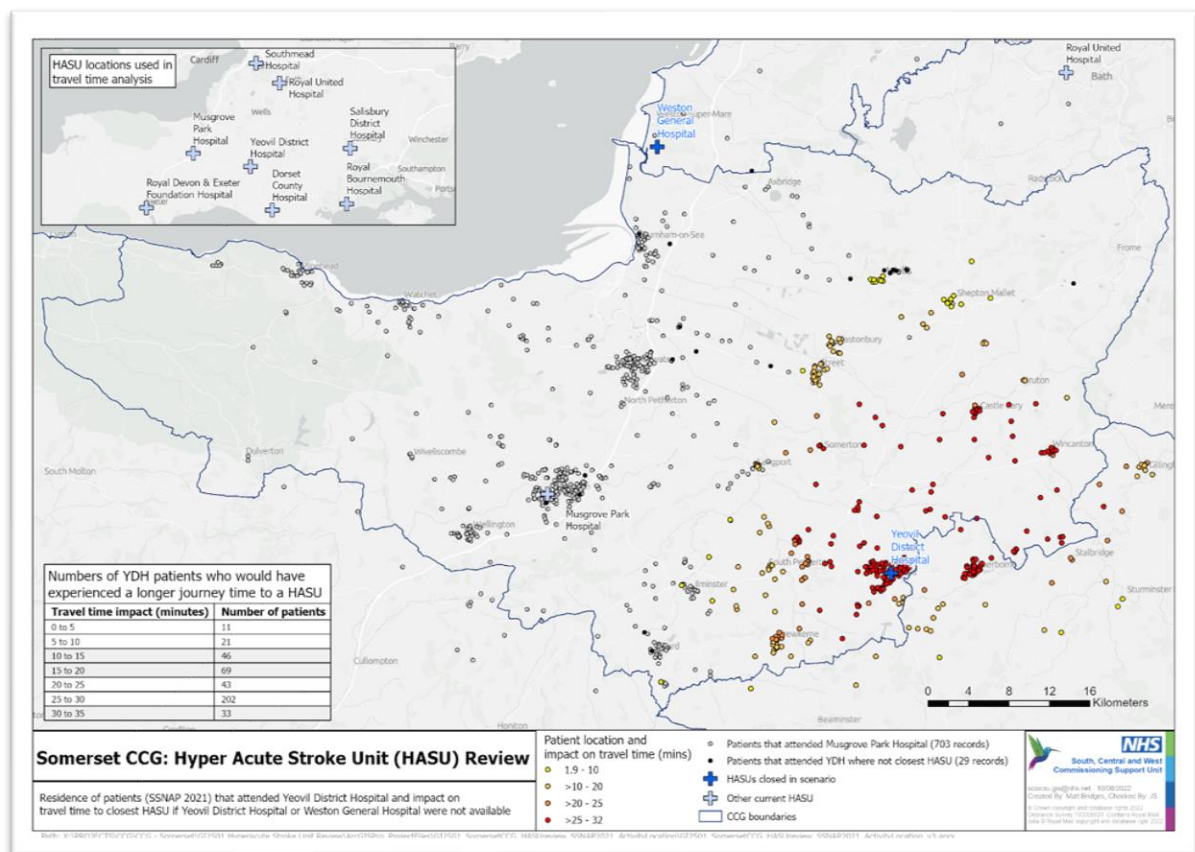 HASU locations used in
travel time analysis
Cardiff
Southmead
Hospital
Royal United
Hospital
Wells
Musgrove
Park
Hospital
Yeovil District
Hospital
Salisbury
District
Hospital
Winchester
Southampton
Royal Devon & Exeter
Foundation Hospital
Dorset
County
Hospital
Royal
Bournemouth
Hospital
Barry
Weston
General
Hospital
Royal United
Hospital
Bath
Axbridge
Frome
Watchet
Shepton Mallet
North Petherton
Castle Cary
Somerton
Wincanton
Dulverton
Wiveliscombe
South Molton
Musgrove Park
Hospital
Wellington
Yeovil
District
Hospital
Stalbridge
Cullompton
Honiton
Beaminster
Numbers of YDH patients who would have
experienced a longer journey time to a HASU
Travel time impact (minutes) Number of patients
0 to 5 11
5 to 10 21
10 to 15 46
15 to 20 69
20 to 25 43
25 to 30 202
30 to 35 33
0 4 8 12 16
Kilometers
Somerset CCG: Hyper Acute Stroke Unit (HASU) Review
Residence of patients (SSNAP 2021) that attended Yeovil District Hospital and impact on
travel time to closest HASU if Yeovil District Hospital or Weston General Hospital were not available
Patient location and
impact on travel time (mins)
1.9 - 10
>10 - 20
>20 - 25
>25 - 32
Patients that attended Musgrove Park Hospital (703 records)
Patients that attended YDH where not closest HASU (29 records)
HASUs closed in scenario
Other current HASU
CCG boundaries
NHS
South, Central and West
Commissioning Support Unit
Created By: Matt Bridges, Checked By: JS